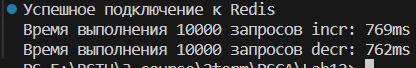 Успешное подключение к Redis
Время выполнения 10000 запросов incr: 769ms
Время выполнения 10000 запросов decr: 762ms